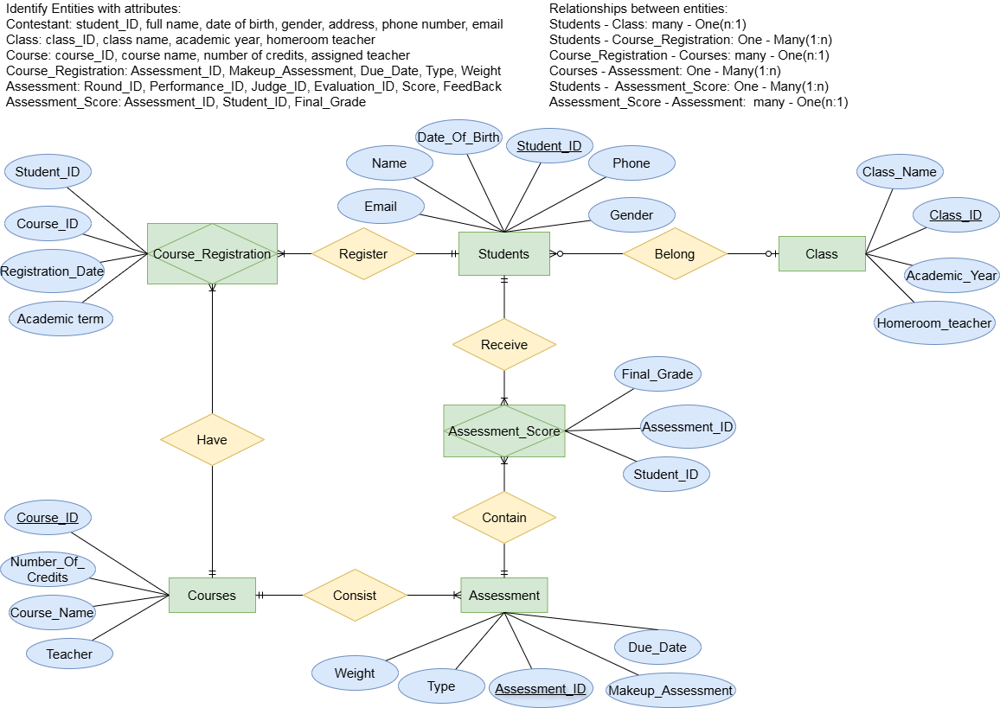 Identify Entities with attributes:
Contestant: student_ID, full name, date of birth, gender, address, phone number, email
Class: class_ID, class name, academic year, homeroom teacher
Course: course_ID, course name, number of credits, assigned teacher
Course_Registration: Assessment_ID, Makeup_Assessment, Due_Date, Type, Weight
Assessment: Round_ID, Performance_ID, Judge_ID, Evaluation_ID, Score, FeedBack
Assessment_Score: Assessment_ID, Student_ID, Final_Grade
Relationships between entities:
Students - Class: many - One(n:1)
Students - Course_Registration: One - Many(1:n)
Course_Registration - Courses: many - One(n:1)
Courses - Assessment: One - Many(1:n)
Students -  Assessment_Score: One - Many(1:n)
Assessment_Score - Assessment:  many - One(n:1)
Date_Of_Birth
Student_ID
Name
Phone
Email
Gender
Student_ID
Course_ID
Registration_Date
Academic term
Course_Registration
Register
Students
Belong
Class
Class_Name
Class_ID
Academic_Year
Homeroom_teacher
Receive
Final_Grade
Assessment_Score
Assessment_ID
Student_ID
Have
Contain
Course_ID
Number_Of_
Credits
Course_Name
Teacher
Courses
Consist
Assessment
Weight
Type
Assessment_ID
Makeup_Assessment
Due_Date